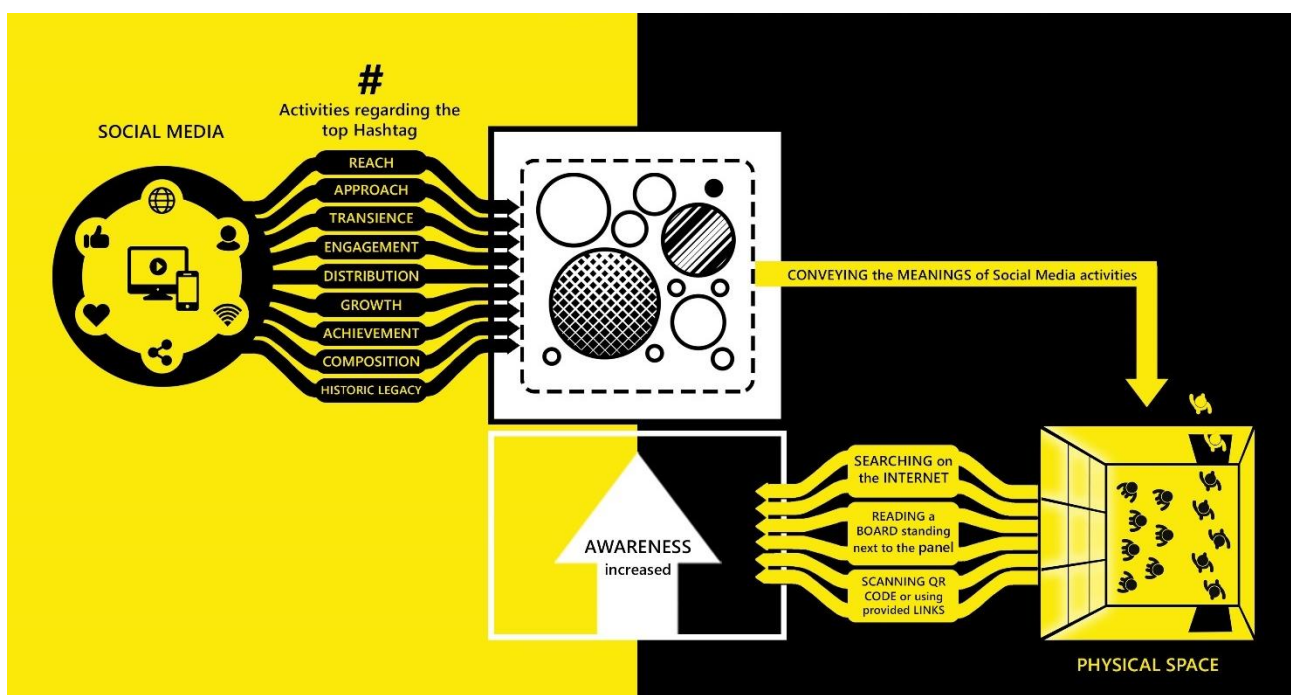 SOCIAL MEDIA
#
Activities regarding the
top Hashtag
REACH
APPROACH
TRANSIENCE
ENGAGEMENT
DISTRIBUTION
GROWTH
ACHIEVEMENT
COMPOSITION
HISTORIC LEGACY
CONVEYING the MEANINGS of Social Media activities
SEARCHING on
the INTERNET
READING a
BOARD standing
next to the panel
SCANNING QR
CODE or using
provided LINKS
AWARENESS
increased
PHYSICAL SPACE